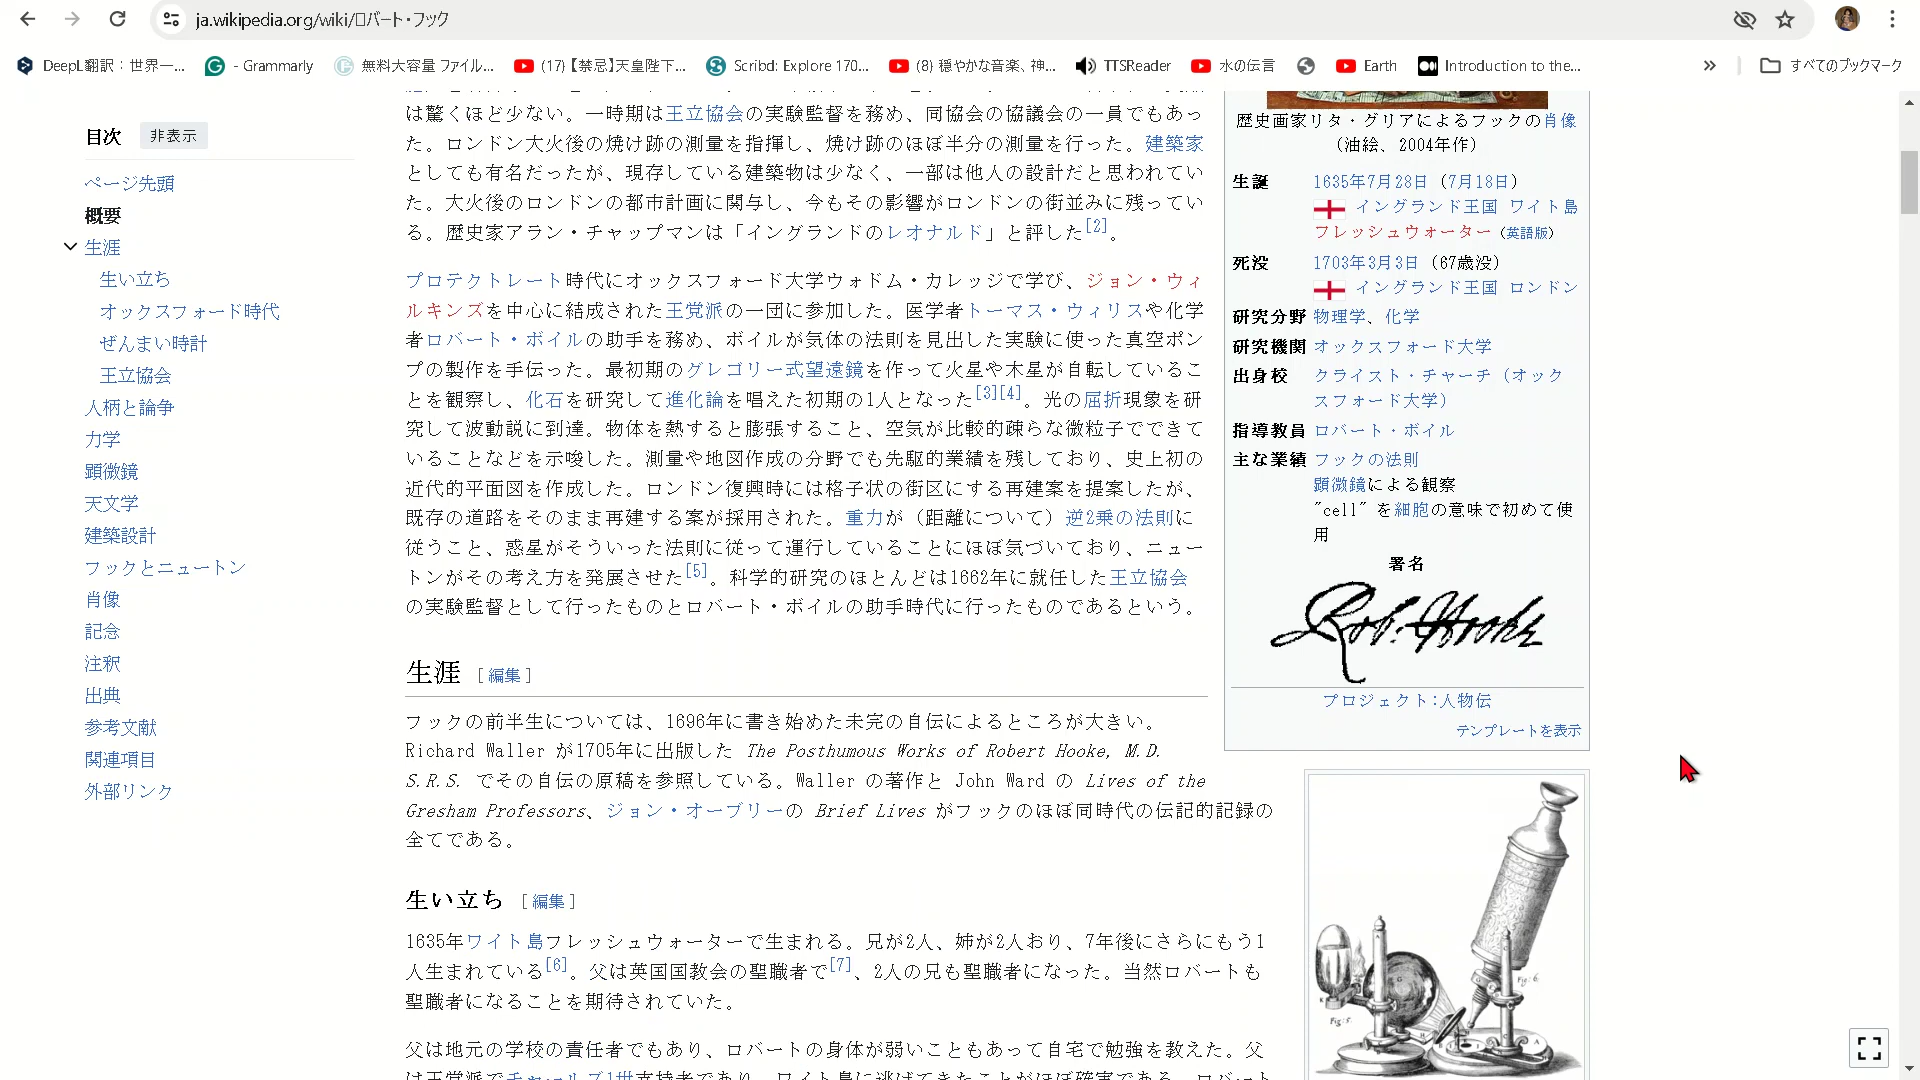 ja.wikipedia.org/wiki/ロバート・フック
DeepL翻訳：世界一...
- Grammarly
無料大容量 ファイル...
(17)【禁忌】天皇陛下...
Scribd: Explore 170...
(8) 穏やかな音楽、神...
TTSReader
水の伝言
Earth
Introduction to the...
すべてのブックマーク
目次
非表示
ページ先頭
概要
生涯
生い立ち
オックスフォード時代
ぜんまい時計
王立協会
人柄と論争
力学
顕微鏡
天文学
建築設計
フックとニュートン
肖像
記念
注釈
出典
参考文献
関連項目
外部リンク
は驚くほど少ない。一時期は王立協会の実験監督を務め、同協会の協議会の一員でもあっ
た。ロンドン大火後の焼け跡の測量を指揮し、焼け跡のほぼ半分の測量を行った。建築家
としても有名だったが、現存している建築物は少なく、一部は他人の設計だと思われてい
た。大火後のロンドンの都市計画に関与し、今もその影響がロンドンの街並みに残ってい
る。歴史家アラン・チャップマンは「イングランドのレオナルド」と評した[2]。
プロテクトレート時代にオックスフォード大学ウォドム・カレッジで学び、ジョン・ウィ
ルキンズを中心に結成された王党派の一団に参加した。医学者トーマス・ウィリスや化学
者ロバート・ボイルの助手を務め、ボイルが気体の法則を見出した実験に使った真空ポン
プの製作を手伝った。最初期のグレゴリー式望遠鏡を作って火星や木星が自転しているこ
とを観察し、化石を研究して進化論を唱えた初期の1人となった[3][4]。光の屈折現象を研
究して波動説に到達。物体を熱すると膨張すること、空気が比較的疎らな微粒子でできて
いることなどを示唆した。測量や地図作成の分野でも先駆的業績を残しており、史上初の
近代的平面図を作成した。ロンドン復興時には格子状の街区にする再建案を提案したが、
既存の道路をそのまま再建する案が採用された。重力が（距離について）逆2乗の法則に
従うこと、惑星がそういった法則に従って運行していることにほぼ気づいており、ニュー
トンがその考え方を発展させた[5]。科学的研究のほとんどは1662年に就任した王立協会
の実験監督として行ったものとロバート・ボイルの助手時代に行ったものであるという。
生涯 [編集]
フックの前半生については、1696年に書き始めた未完の自伝によるところが大きい。
Richard Waller が1705年に出版した The Posthumous Works of Robert Hooke, M.D.
S.R.S. でその自伝の原稿を参照している。Waller の著作と John Ward の Lives of the
Gresham Professors、ジョン・オーブリーの Brief Lives がフックのほぼ同時代の伝記的記録の
全てである。
生い立ち [編集]
1635年ワイト島フレッシュウォーターで生まれる。兄が2人、姉が2人おり、7年後にさらにもう1
人生まれている[6]。父は英国国教会の聖職者で[7]、2人の兄も聖職者になった。当然ロバートも
聖職者になることを期待されていた。
父は地元の学校の責任者でもあり、ロバートの身体が弱いこともあって自宅で勉強を教えた。父
歴史画家リタ・グリアによるフックの肖像
（油絵、2004年作）
生誕 1635年7月28日（7月18日）
イングランド王国 ワイト島
フレッシュウォーター（英語版）
死没 1703年3月3日（67歳没）
イングランド王国 ロンドン
研究分野 物理学、化学
研究機関 オックスフォード大学
出身校 クライスト・チャーチ（オック
スフォード大学）
指導教員 ロバート・ボイル
主な業績 フックの法則
顕微鏡による観察
"cell" を細胞の意味で初めて使
用
署名
Rob. Hooke
プロジェクト:人物伝
テンプレートを表示
Fig: 6.
Fig: 5.